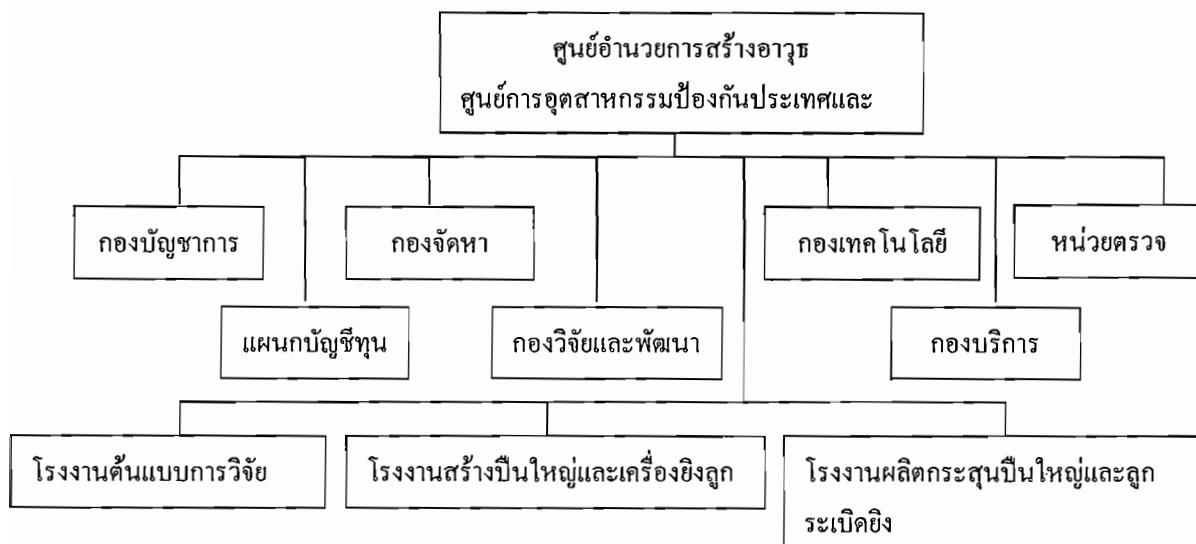 ศูนย์อำนวยการสร้างอาวุธ
ศูนย์การอุตสาหกรรมป้องกันประเทศและ
กองบัญชาการ
กองจัดหา
กองเทคโนโลยี
หน่วยตรวจ
แผนกบัญชีทุน
กองวิจัยและพัฒนา
กองบริการ
โรงงานต้นแบบการวิจัย
โรงงานสร้างปืนใหญ่และเครื่องยิงลูก
โรงงานผลิตกระสุนปืนใหญ่และลูก
ระเบิดยิง